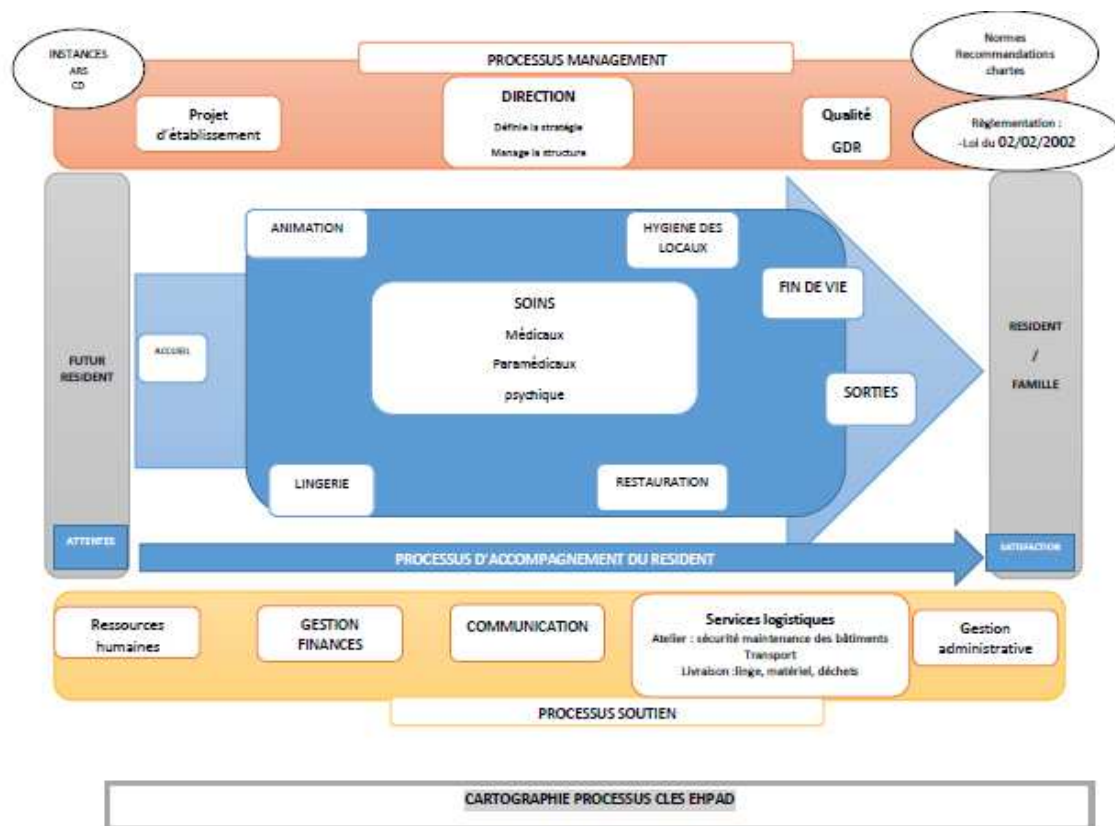 INSTANCES
ARS
CD
PROCESSUS MANAGEMENT
Normes
Recommandations
chartes
Projet
d'établissement
DIRECTION
Définie la stratégie
Manage la structure
Qualité
GDR
Règlementation :
-Loi du 02/02/2002
ANIMATION
HYGIENE DES
LOCAUX
FIN DE VIE
SOINS
Médicaux
Paramédicaux
psychique
ACCUEIL
FUTUR
RESIDENT
RESIDENT
/
FAMILLE
SORTIES
LINGERIE
RESTAURATION
ATTENTES
PROCESSUS D'ACCOMPAGNEMENT DU RESIDENT
SATISFACTION
Ressources
humaines
GESTION
FINANCES
COMMUNICATION
Services logistiques
Atelier : sécurité maintenance des bâtiments
Transport
Livraison :linge, matériel, déchets
Gestion
administrative
PROCESSUS SOUTIEN
CARTOGRAPHIE PROCESSUS CLES EHPAD